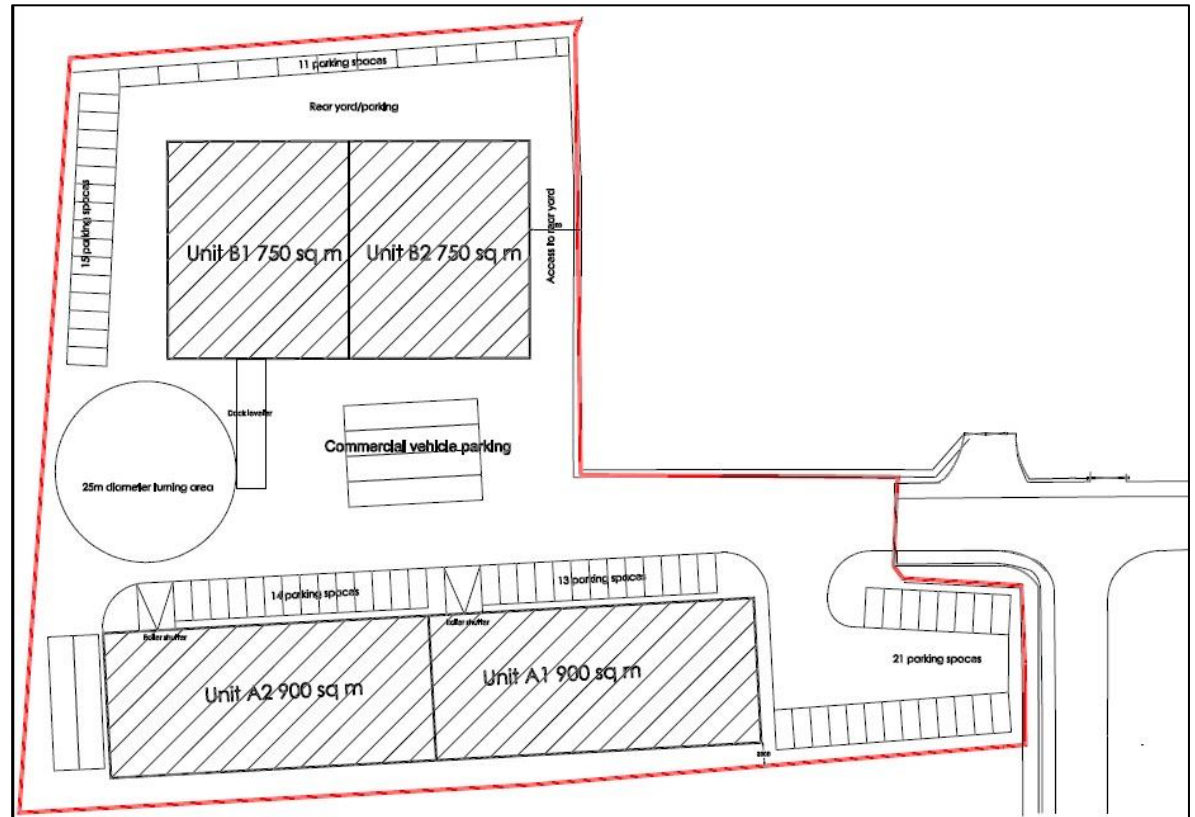 11 parking spaces
Rear yard/parking
15 parking spaces
Unit B1 750 sq m
Unit B2 750 sq m
Access to rear yard
Dock leveller
Commercial vehicle parking
25m diameter turning area
14 parking spaces
13 parking spaces
Roller shutter
Roller shutter
21 parking spaces
Unit A2 900 sq m
Unit A1 900 sq m